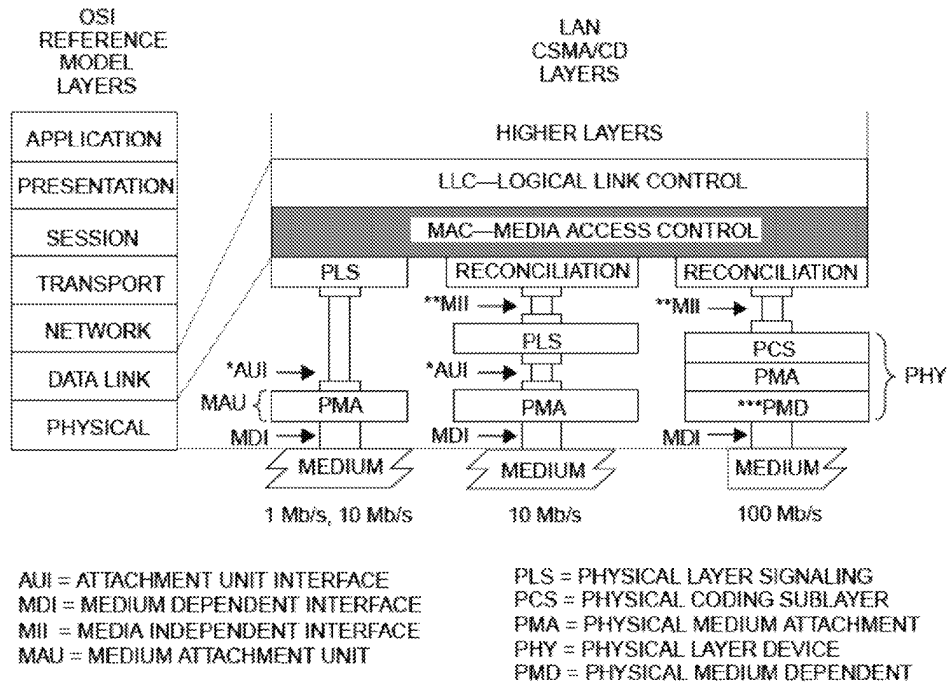 OSI
REFERENCE
MODEL
LAYERS
LAN
CSMA/CD
LAYERS
APPLICATION
PRESENTATION
SESSION
TRANSPORT
NETWORK
DATA LINK
PHYSICAL
HIGHER LAYERS
LLC—LOGICAL LINK CONTROL
MAC—MEDIA ACCESS CONTROL
PLS
RECONCILIATION
RECONCILIATION
**MII
**MII
PLS
PCS
*AUI
*AUI
PMA
PHY
MAU
PMA
PMA
***PMD
MDI
MDI
MDI
MEDIUM
MEDIUM
MEDIUM
1 Mb/s, 10 Mb/s
10 Mb/s
100 Mb/s
AUI = ATTACHMENT UNIT INTERFACE
MDI = MEDIUM DEPENDENT INTERFACE
MII = MEDIA INDEPENDENT INTERFACE
MAU = MEDIUM ATTACHMENT UNIT
PLS = PHYSICAL LAYER SIGNALING
PCS = PHYSICAL CODING SUBLAYER
PMA = PHYSICAL MEDIUM ATTACHMENT
PHY = PHYSICAL LAYER DEVICE
PMD = PHYSICAL MEDIUM DEPENDENT